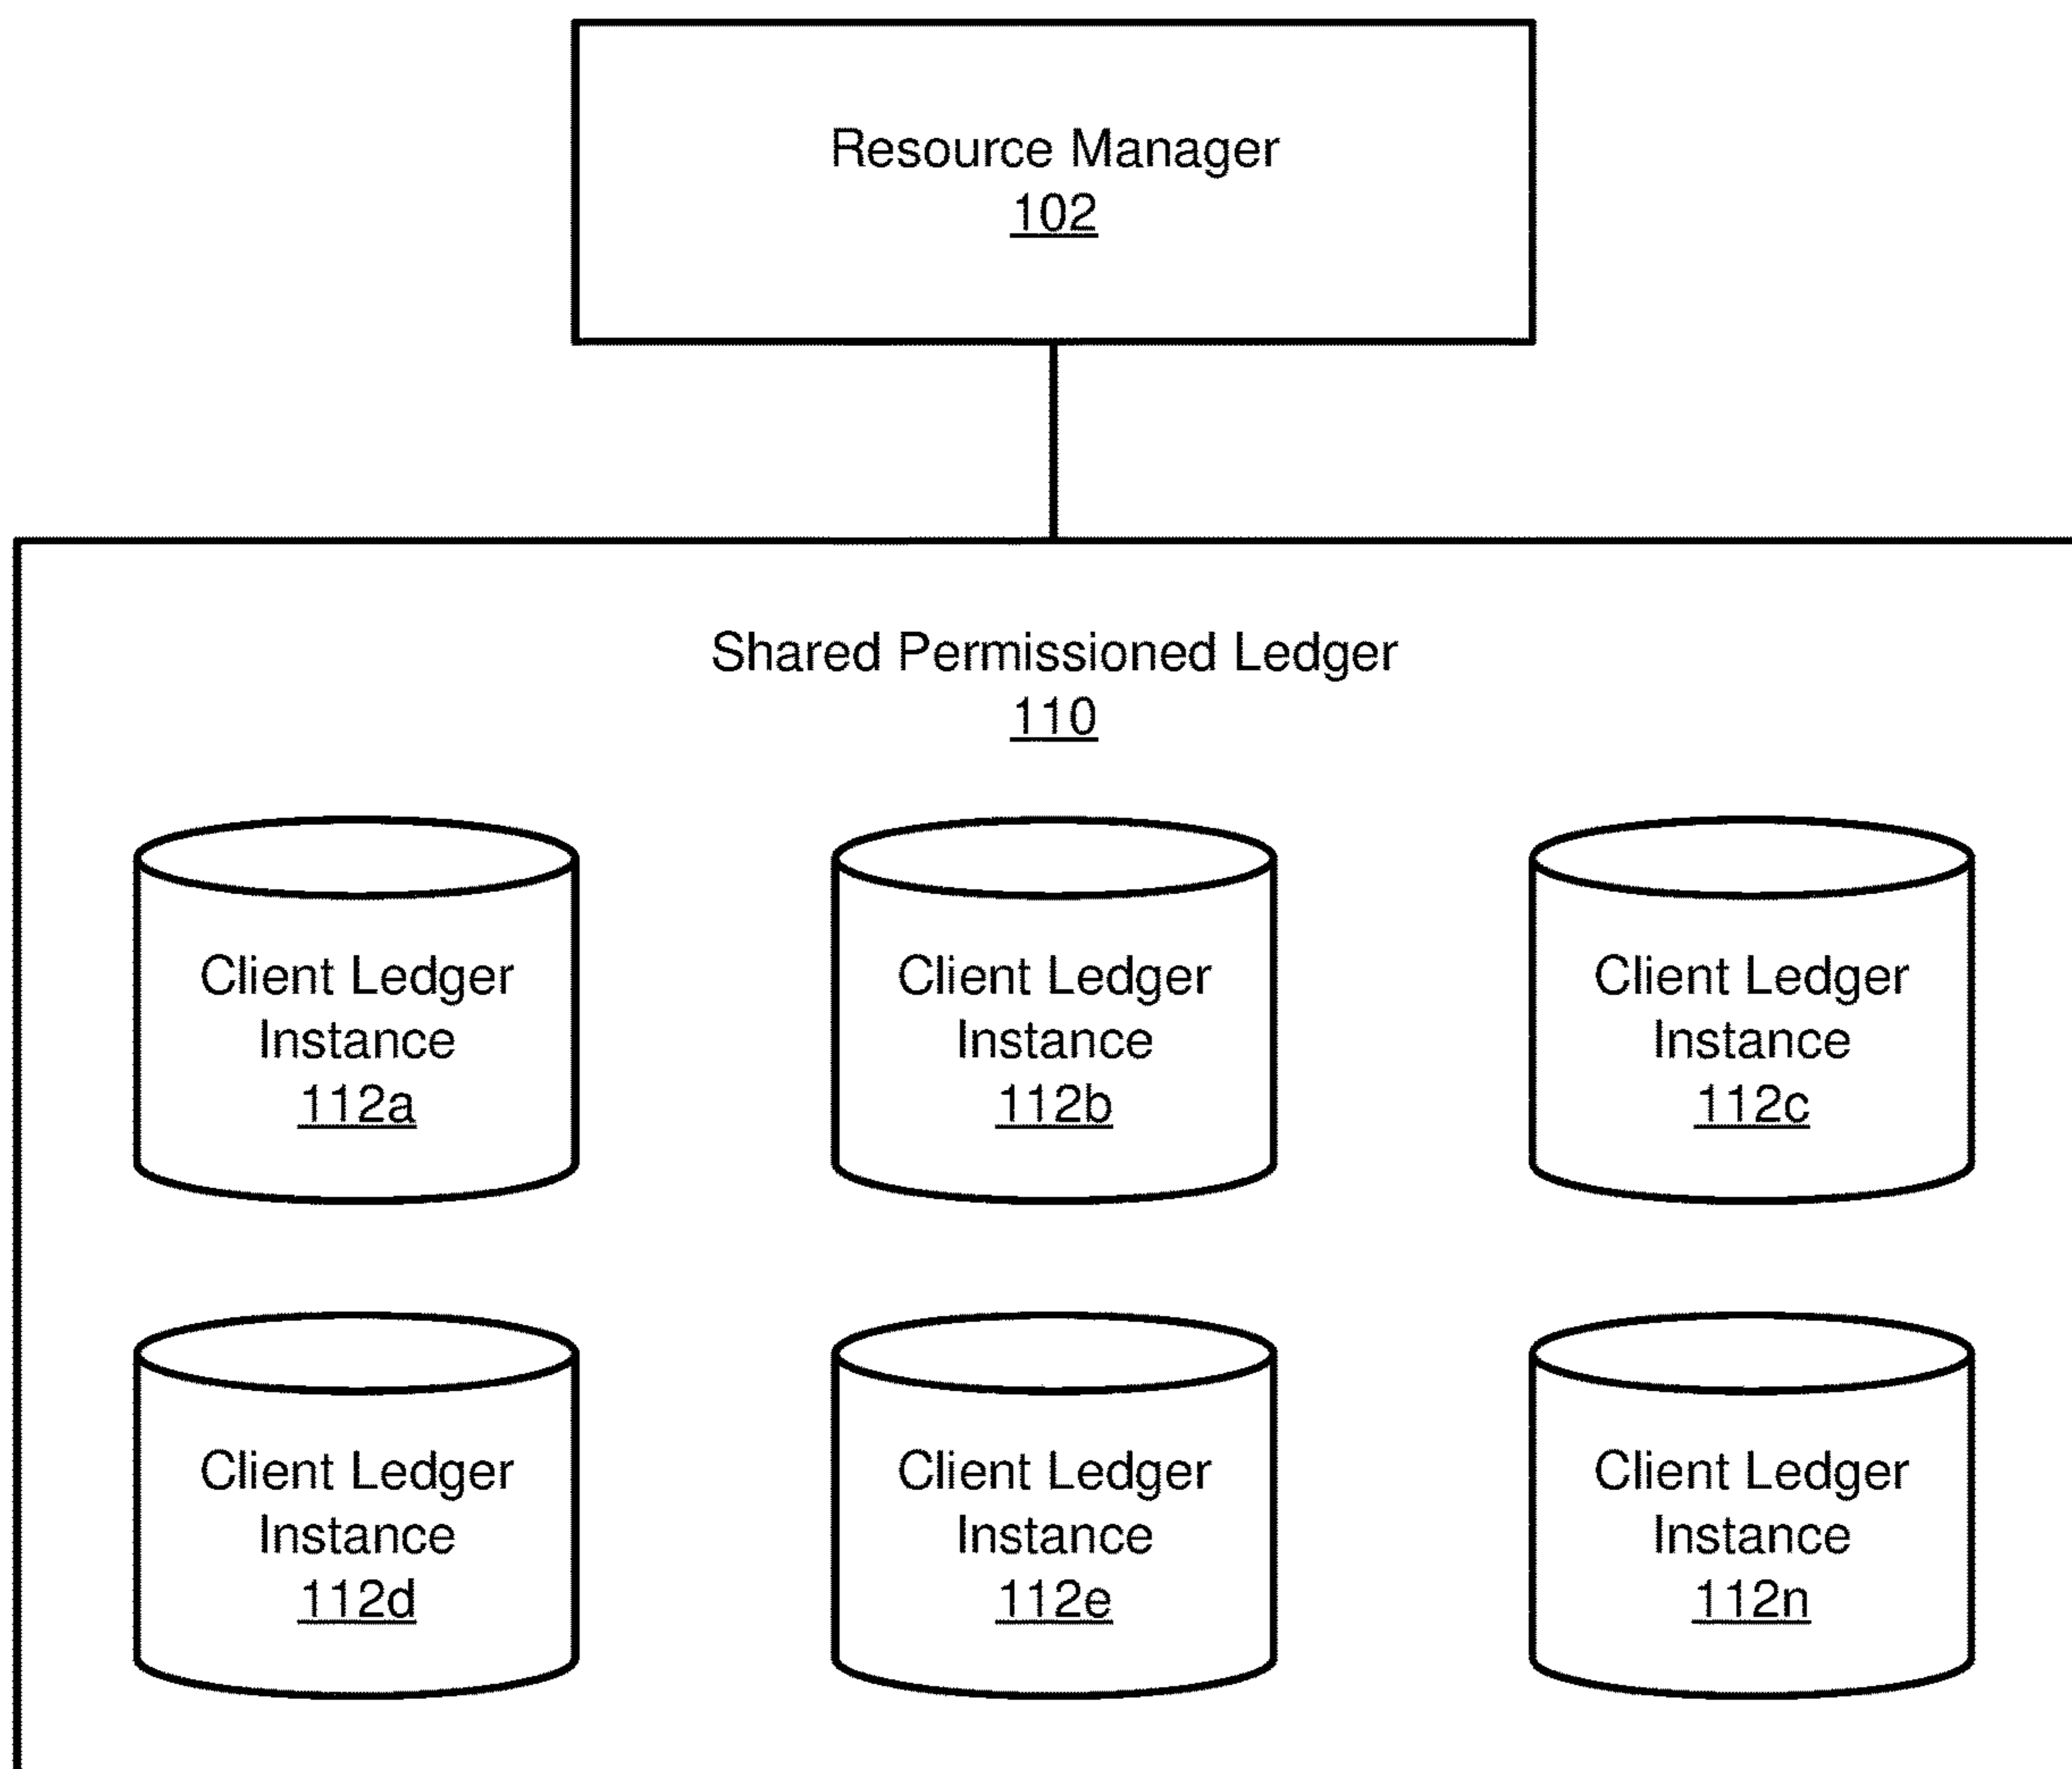 Resource Manager
102
Shared Permissioned Ledger
110
Client Ledger
Instance
112a
Client Ledger
Instance
112b
Client Ledger
Instance
112c
Client Ledger
Instance
112d
Client Ledger
Instance
112e
Client Ledger
Instance
112n